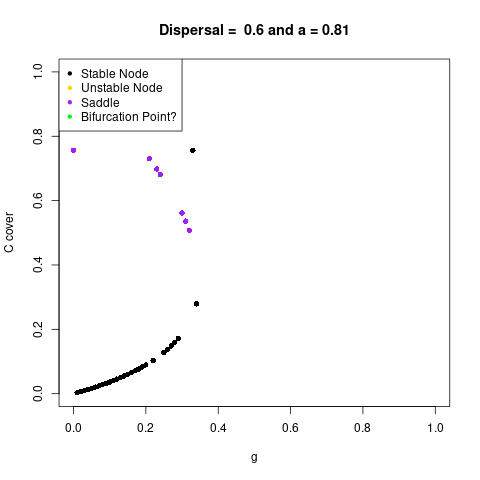 Dispersal =  0.6 and a = 0.81
Stable Node
Unstable Node
Saddle
Bifurcation Point?
C cover
1.0
0.8
0.6
0.4
0.2
0.0
0.0 0.2 0.4 0.6 0.8 1.0
g